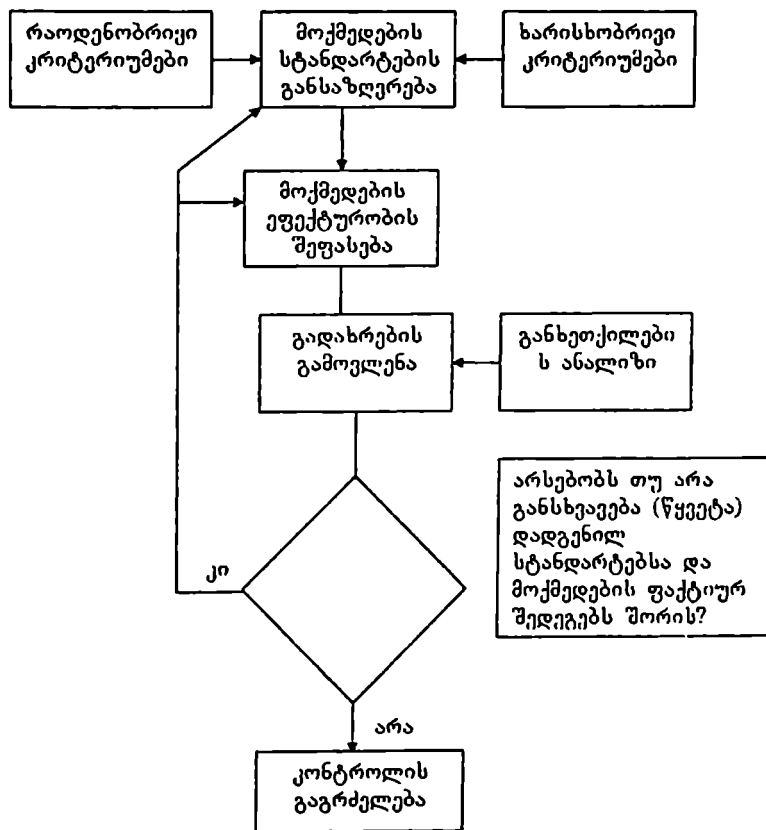 რაოდენობრივი
კრიტერიუმები
მოქმედების
სტანდარტების
განსაზღვრება
ხარისხობრივი
კრიტერიუმები
მოქმედების
ეფექტურობის
შეფასება
გადახრების
გამოვლენა
განხეთქილები
ს ანალიზი
არსებობს თუ არა
განსხვავება (წყვეტა)
დადგენილ
სტანდარტებსა და
მოქმედების ფაქტიურ
შედეგებს შორის?
კი
არა
კონტროლის
გაგრძელება